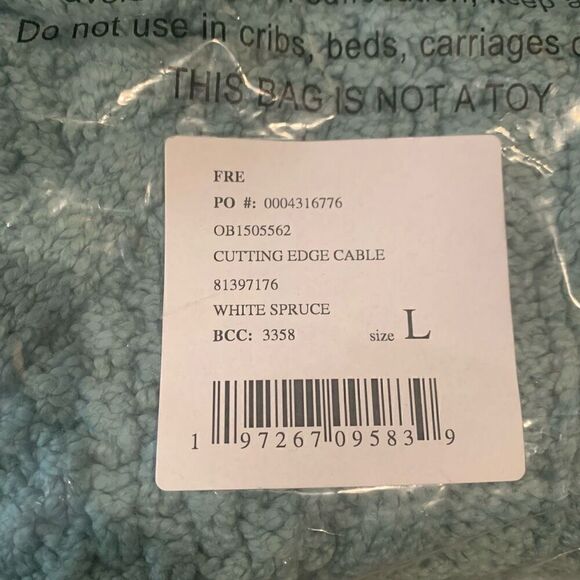 Do not use in cribs, beds, carriages
THIS BAG IS NOT A TOY
FRE
PO #: 0004316776
OB1505562
CUTTING EDGE CABLE
81397176
WHITE SPRUCE
BCC: 3358
size L
1 97267 09583 9